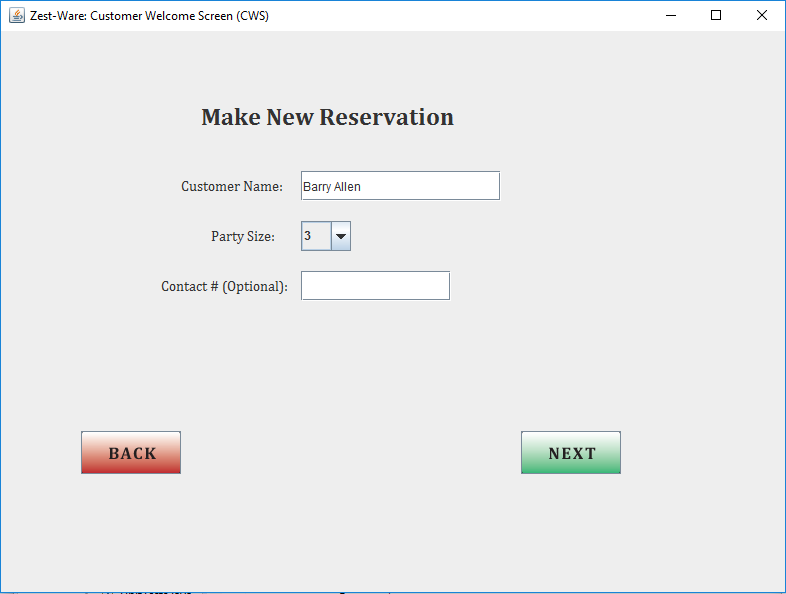 Zest-Ware: Customer Welcome Screen (CWS)
Make New Reservation
Customer Name: Barry Allen
Party Size: 3
Contact # (Optional):
BACK NEXT